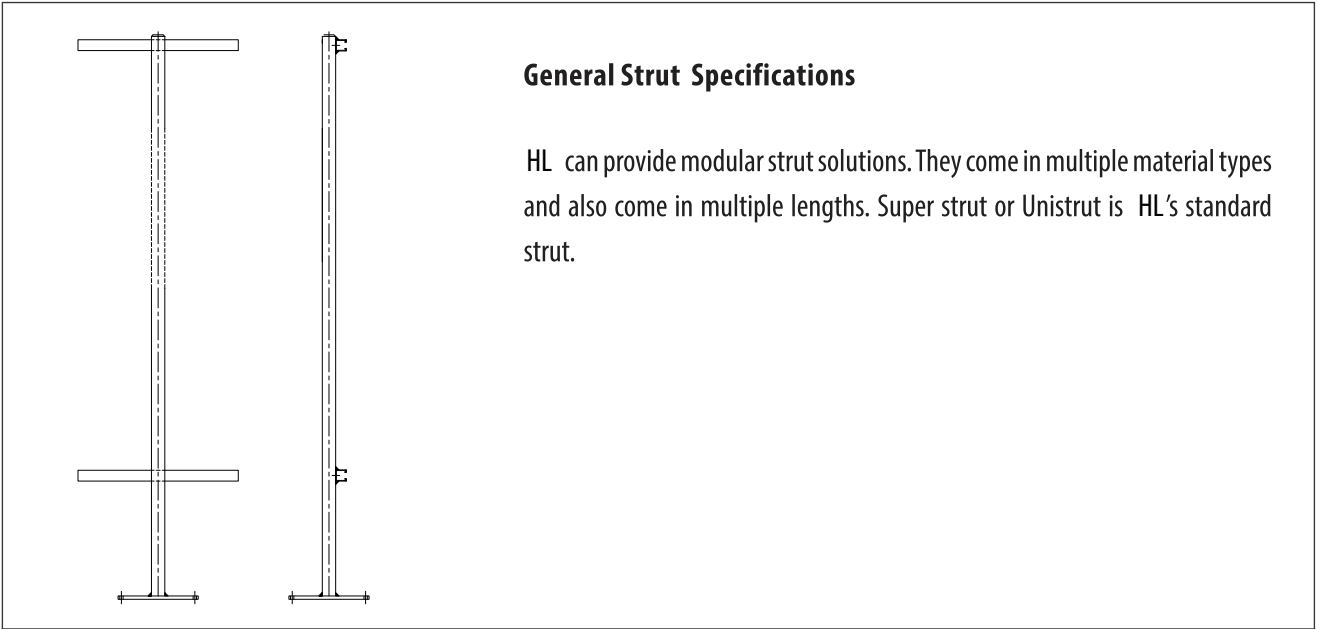 General Strut Specifications
HL can provide modular strut solutions. They come in multiple material types
and also come in multiple lengths. Super strut or Unistrut is HL's standard
strut.